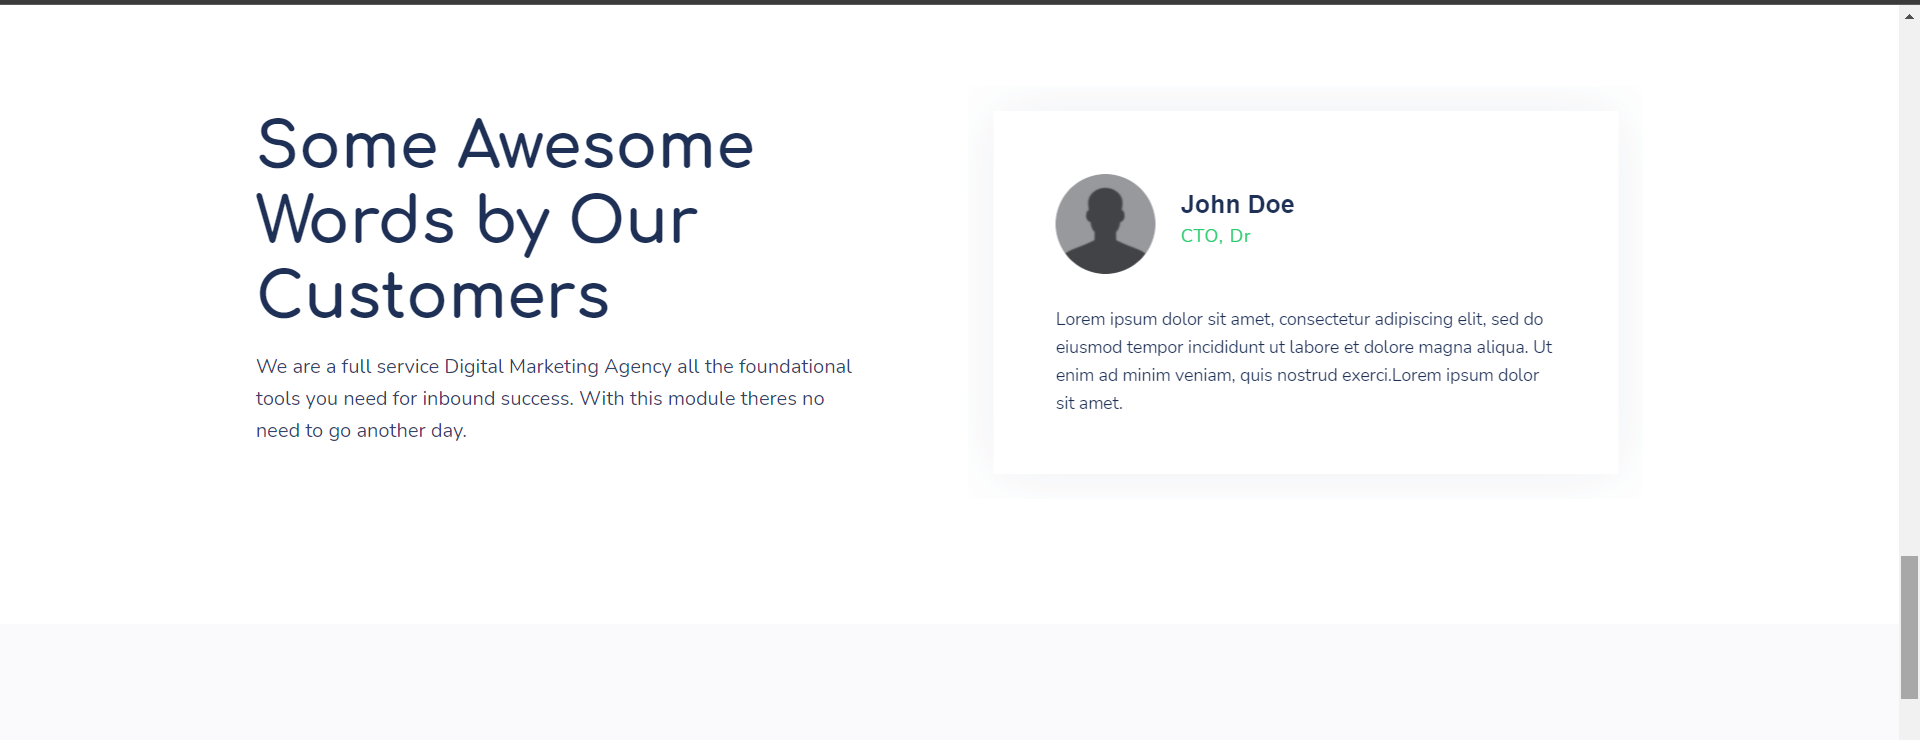 Some Awesome
Words by Our
Customers
We are a full service Digital Marketing Agency all the foundational
tools you need for inbound success. With this module theres no
need to go another day.
John Doe
CTO, Dr
Lorem ipsum dolor sit amet, consectetur adipiscing elit, sed do
eiusmod tempor incididunt ut labore et dolore magna aliqua. Ut
enim ad minim veniam, quis nostrud exerci.Lorem ipsum dolor
sit amet.